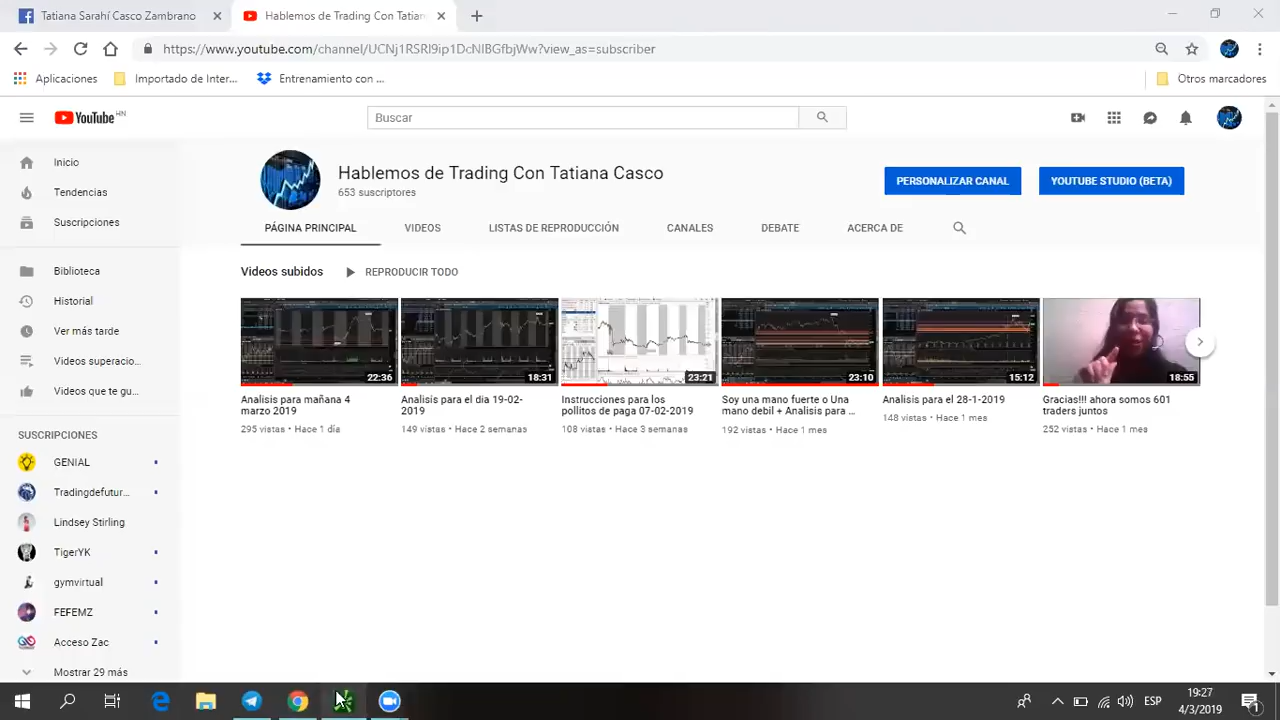 Tatiana Sarahí Casco Zambrano
Hablemos de Trading Con Tatian
https://www.youtube.com/channel/UCNj1RSRl9ip1DcNlBGfbjWw?view_as=subscriber
Aplicaciones
Importado de Inter...
Entrenamiento con ...
Otros marcadores
YouTube HN
Buscar
Inicio
Tendencias
Suscripciones
Biblioteca
Historial
Ver más tarde
Videos superacio...
Videos que te gu...
SUSCRIPCIONES
GENIAL
Tradingdefutur...
Lindsey Stirling
TigerYK
gymvirtual
FEFEMZ
Acceso Zac
Mostrar 29 más
Hablemos de Trading Con Tatiana Casco
653 suscriptores
PERSONALIZAR CANAL
YOUTUBE STUDIO (BETA)
PÁGINA PRINCIPAL
VIDEOS
LISTAS DE REPRODUCCIÓN
CANALES
DEBATE
ACERCA DE
Videos subidos
REPRODUCIR TODO
22:36
Analisis para mañana 4
marzo 2019
295 vistas • Hace 1 día
18:31
Analisis para el dia 19-02-
2019
149 vistas • Hace 2 semanas
23:21
Instrucciones para los
pollitos de paga 07-02-2019
108 vistas • Hace 3 semanas
23:10
Soy una mano fuerte o Una
mano debil + Analisis para ...
192 vistas • Hace 1 mes
15:12
Analisis para el 28-1-2019
148 vistas • Hace 1 mes
18:55
Gracias!!! ahora somos 601
traders juntos
252 vistas • Hace 1 mes
ESP
19:27
4/3/2019
1